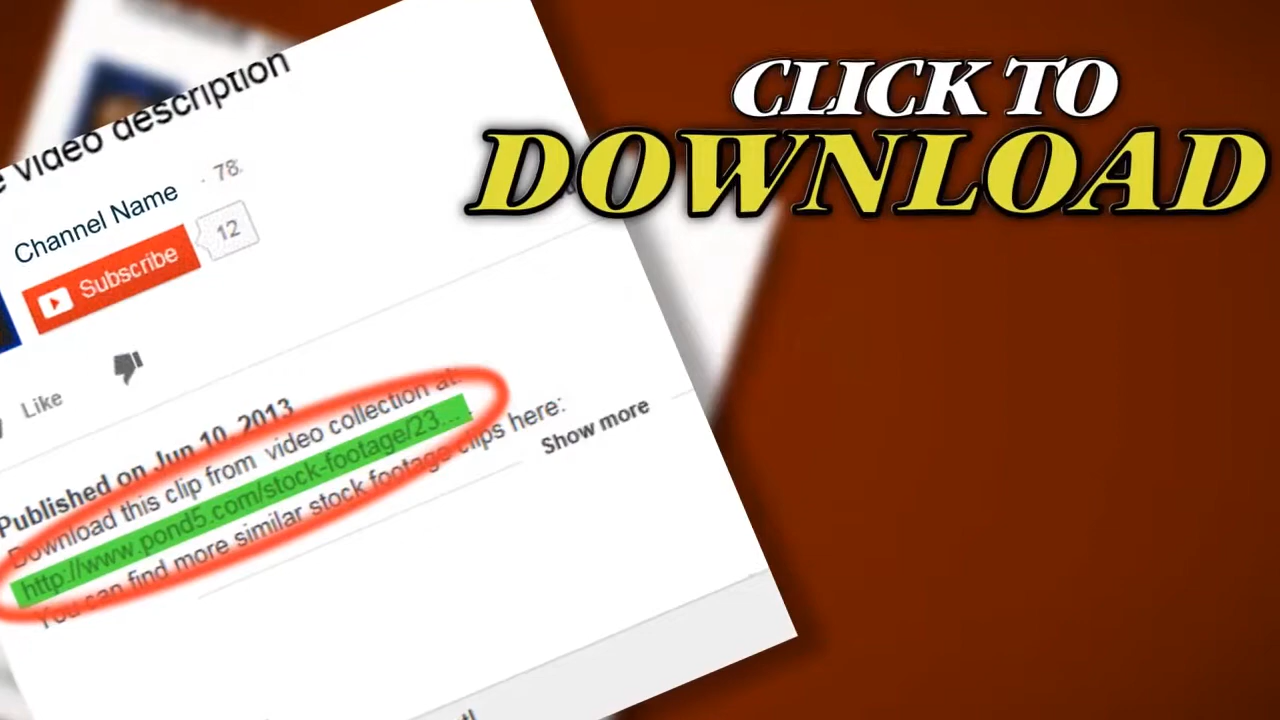 CLICK TO
DOWNLOAD
video description
Channel Name
78
Subscribe
12
Like
Published on Jun 10, 2013
Download this clip from video collection at:
http://www.pond5.com/stock-footage/23...
You can find more similar stock footage clips here:
Show more